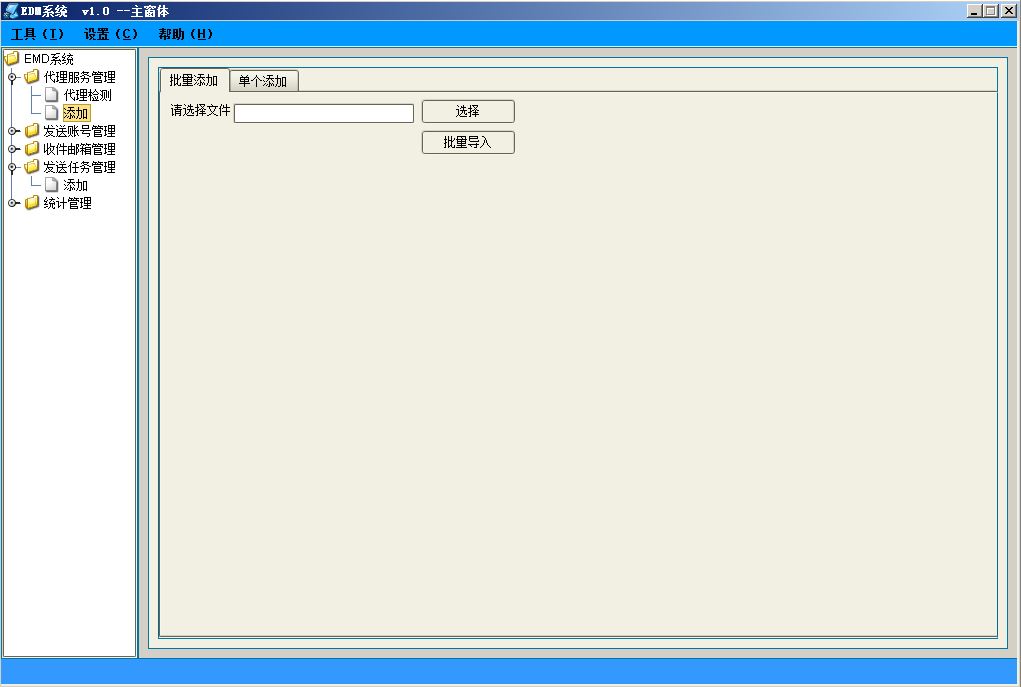 EDM系统 v1.0 --主窗体
工具(I) 设置(C) 帮助(H)
EMD系统
代理服务管理
代理检测
添加
发送账号管理
收件邮箱管理
发送任务管理
添加
统计管理
批量添加 单个添加
请选择文件 选择
批量导入